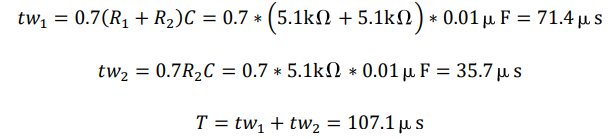 tw₁ = 0.7(R₁ + R₂)C = 0.7 * (5.1kΩ + 5.1kΩ) * 0.01 μ F = 71.4 μ s
tw₂ = 0.7R₂C = 0.7 * 5.1kΩ * 0.01 μ F = 35.7 μ s
T = tw₁ + tw₂ = 107.1 μ s